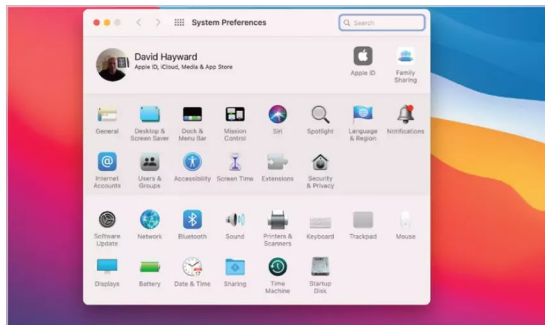 System Preferences
Search
David Hayward
Apple ID, iCloud, Media & App Store
Apple ID
Family
Sharing
General
Desktop &
Screen Saver
Dock &
Menu Bar
Mission
Control
Siri
Spotlight
Language
& Region
Notifications
Internet
Accounts
Users &
Groups
Accessibility
Screen Time
Extensions
Security
& Privacy
Software
Update
Network
Bluetooth
Sound
Printers &
Scanners
Keyboard
Trackpad
Mouse
Displays
Battery
Date & Time
Sharing
Time
Machine
Startup
Disk